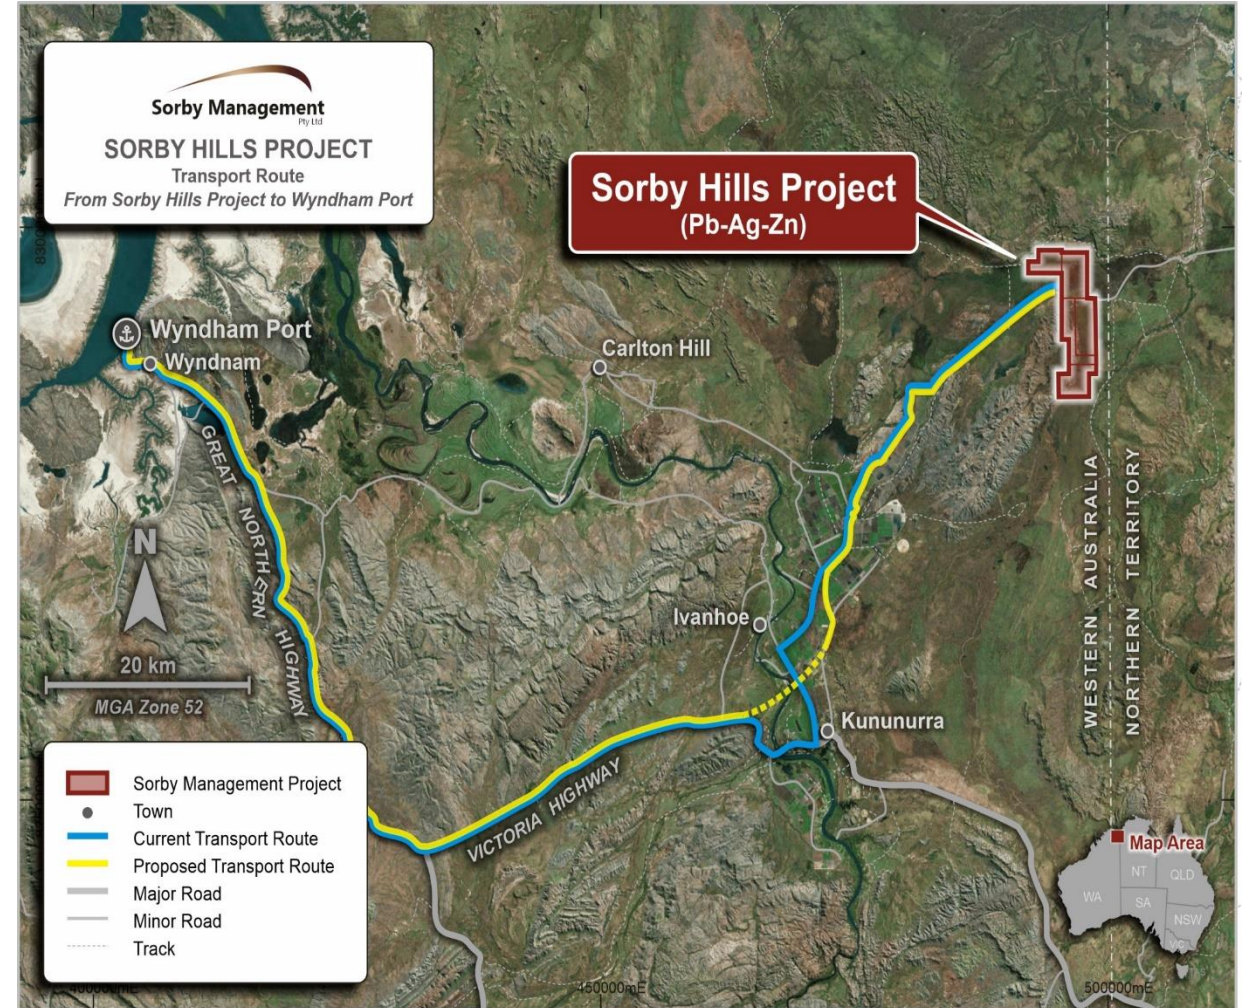 Sorby Management
Pty Ltd
SORBY HILLS PROJECT
Transport Route
From Sorby Hills Project to Wyndham Port
Sorby Hills Project
(Pb-Ag-Zn)
Wyndham Port
Wyndnam
Carlton Hill
GREAT NORTHERN HIGHWAY
N
20 km
MGA Zone 52
Ivanhoe
Kununurra
VICTORIA HIGHWAY
WESTERN AUSTRALIA
NORTHERN TERRITORY
Sorby Management Project
Town
Current Transport Route
Proposed Transport Route
Major Road
Minor Road
Track
Map Area
WA
NT
QLD
SA
NSW
VIC
400000mE
450000mE
500000mE